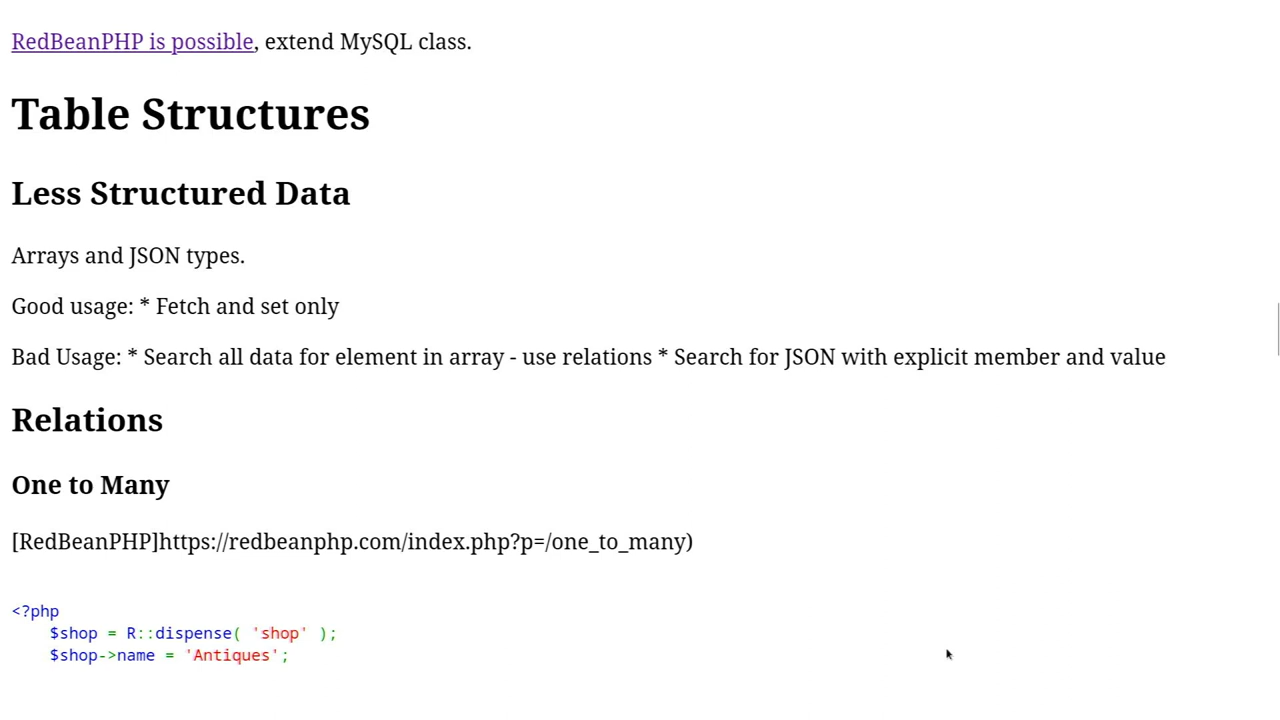 RedBeanPHP is possible, extend MySQL class.
Table Structures
Less Structured Data
Arrays and JSON types.
Good usage: * Fetch and set only
Bad Usage: * Search all data for element in array - use relations * Search for JSON with explicit member and value
Relations
One to Many
[RedBeanPHP]https://redbeanphp.com/index.php?p=/one_to_many)
<?php
    $shop = R::dispense( 'shop' );
    $shop->name = 'Antiques';